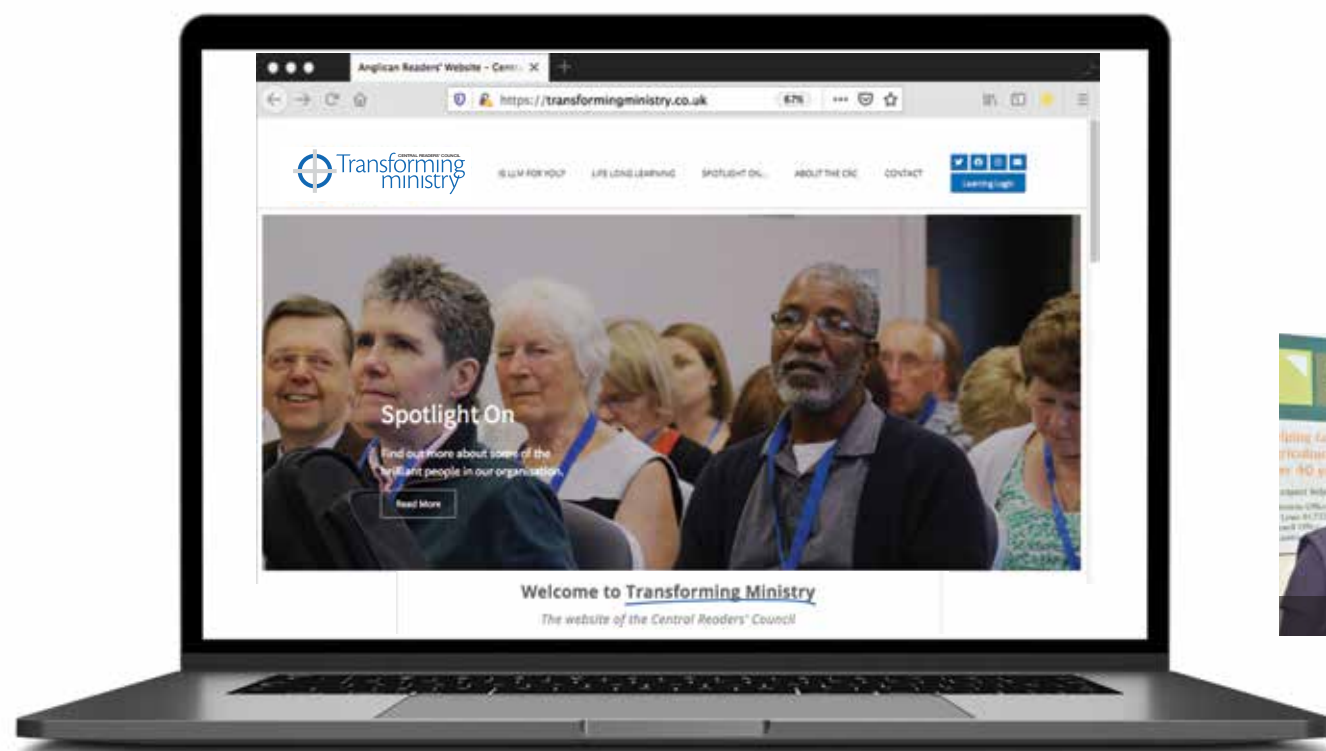 Anglican Readers' Website – Centr
https://transformingministry.co.uk
67%
CENTRAL READERS' COUNCIL
Transforming
ministry
IS LLM FOR YOU?
LIFE LONG LEARNING
SPOTLIGHT ON...
ABOUT THE CRC
CONTACT
Learning Login
Spotlight On
Find out more about some of the
brilliant people in our organisation.
Read More
Welcome to Transforming Ministry
The website of the Central Readers' Council
40